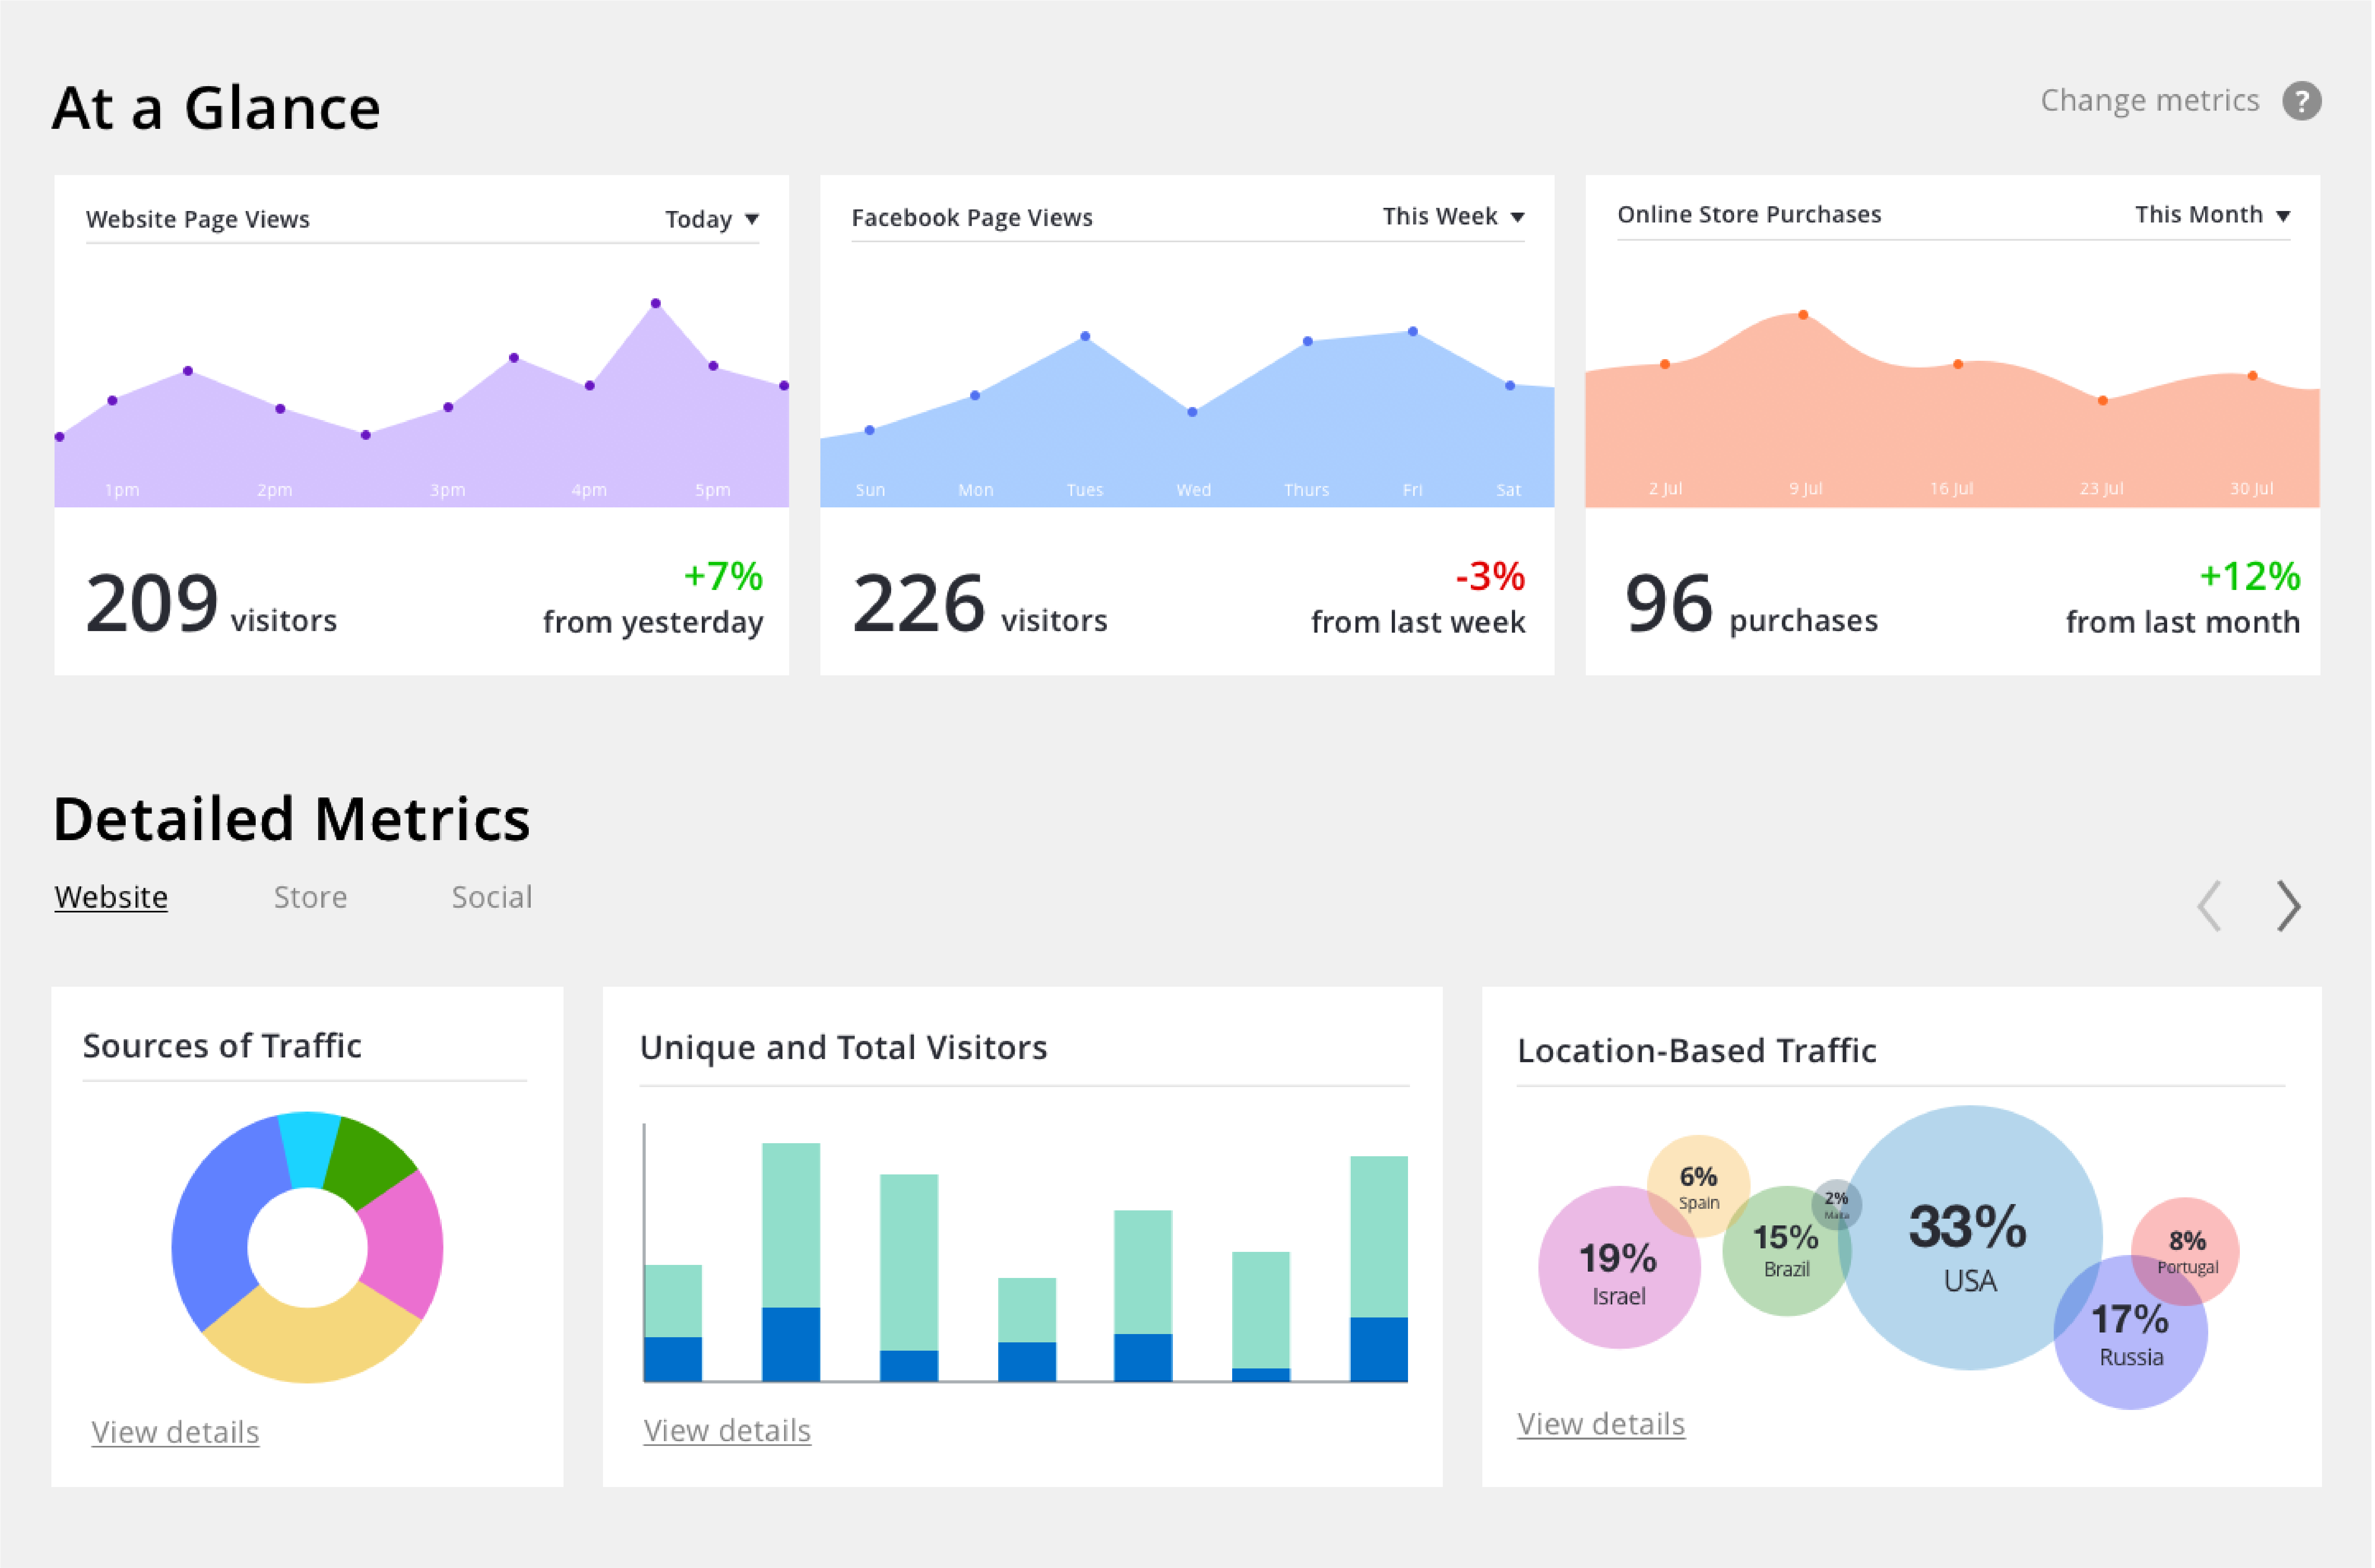 At a Glance
Change metrics ?
Website Page Views
Today
1pm 2pm 3pm 4pm 5pm
209 visitors
+7%
from yesterday
Facebook Page Views
This Week
Sun Mon Tues Wed Thurs Fri Sat
226 visitors
-3%
from last week
Online Store Purchases
This Month
2 Jul 9 Jul 16 Jul 23 Jul 30 Jul
96 purchases
+12%
from last month
Detailed Metrics
Website Store Social
Sources of Traffic
View details
Unique and Total Visitors
View details
Location-Based Traffic
19%
Israel
6%
Spain
15%
Brazil
2%
Malta
33%
USA
17%
Russia
8%
Portugal
View details